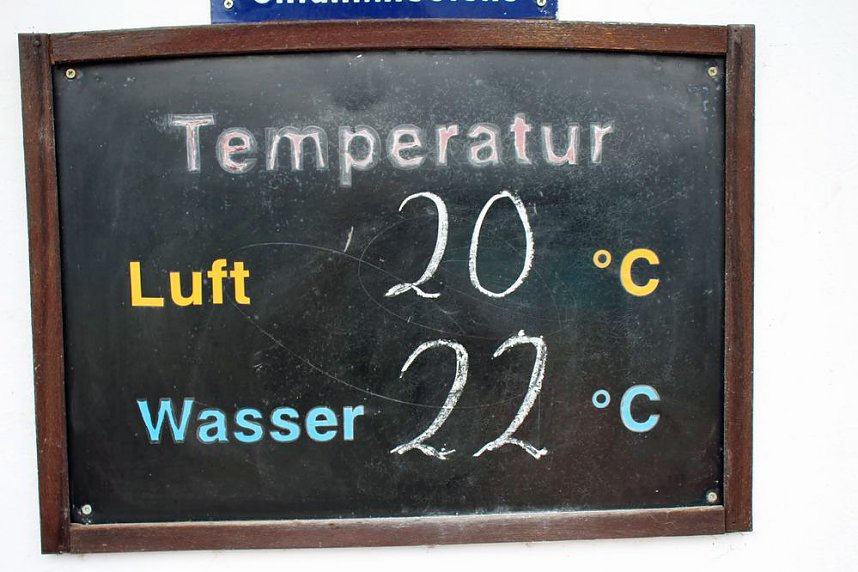 Temperatur
Luft 20 °C
Wasser 22 °C